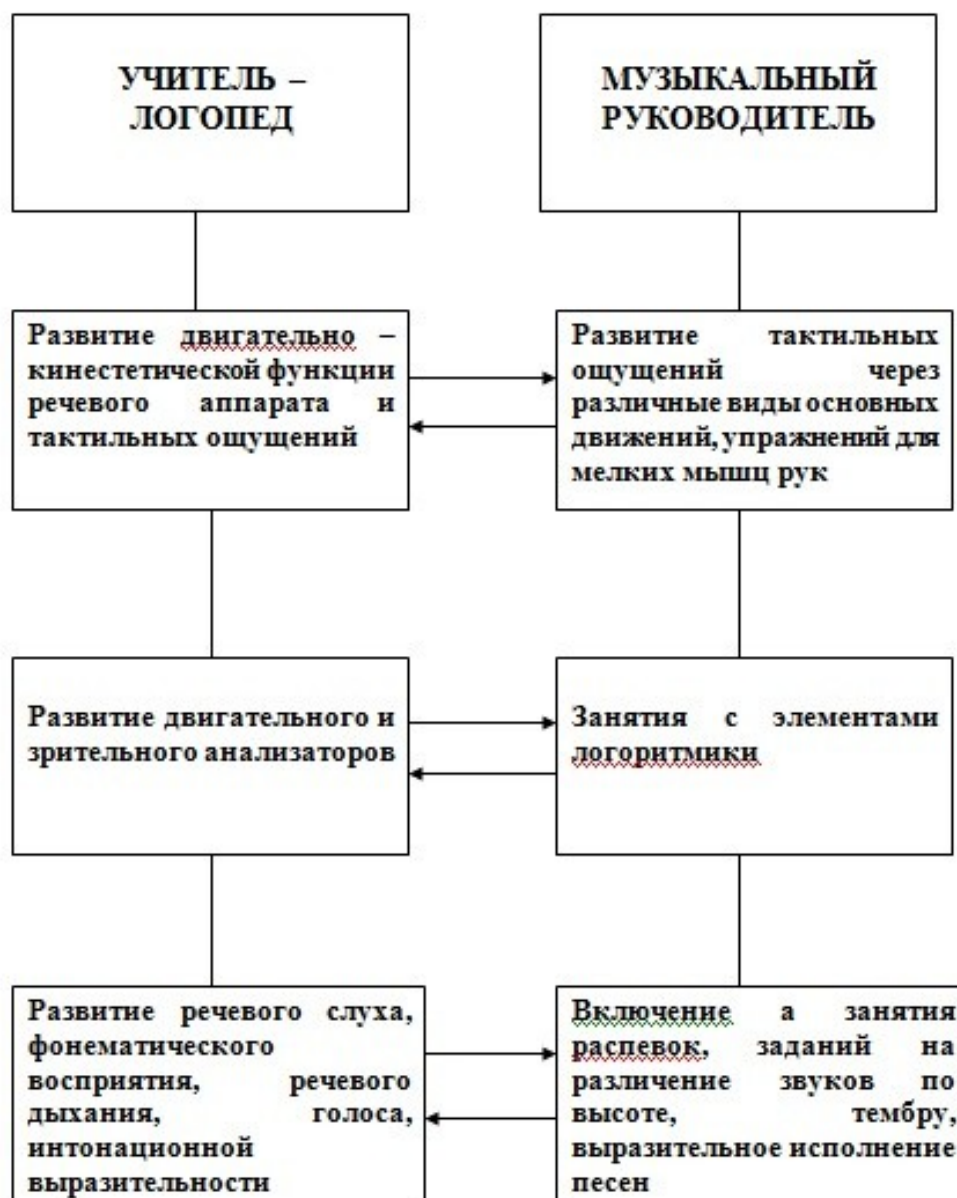 УЧИТЕЛЬ –
ЛОГОПЕД
МУЗЫКАЛЬНЫЙ
РУКОВОДИТЕЛЬ
Развитие двигательно –
кинестетической функции
речевого аппарата и
тактильных ощущений
Развитие тактильных
ощущений через
различные виды основных
движений, упражнений для
мелких мышц рук
Развитие двигательного и
зрительного анализаторов
Занятия с элементами
логоритмики
Развитие речевого слуха,
фонематического
восприятия, речевого
дыхания, голоса,
интонационной
выразительности
Включение а занятия
распевок, заданий на
различение звуков по
высоте, тембру,
выразительное исполнение
песен